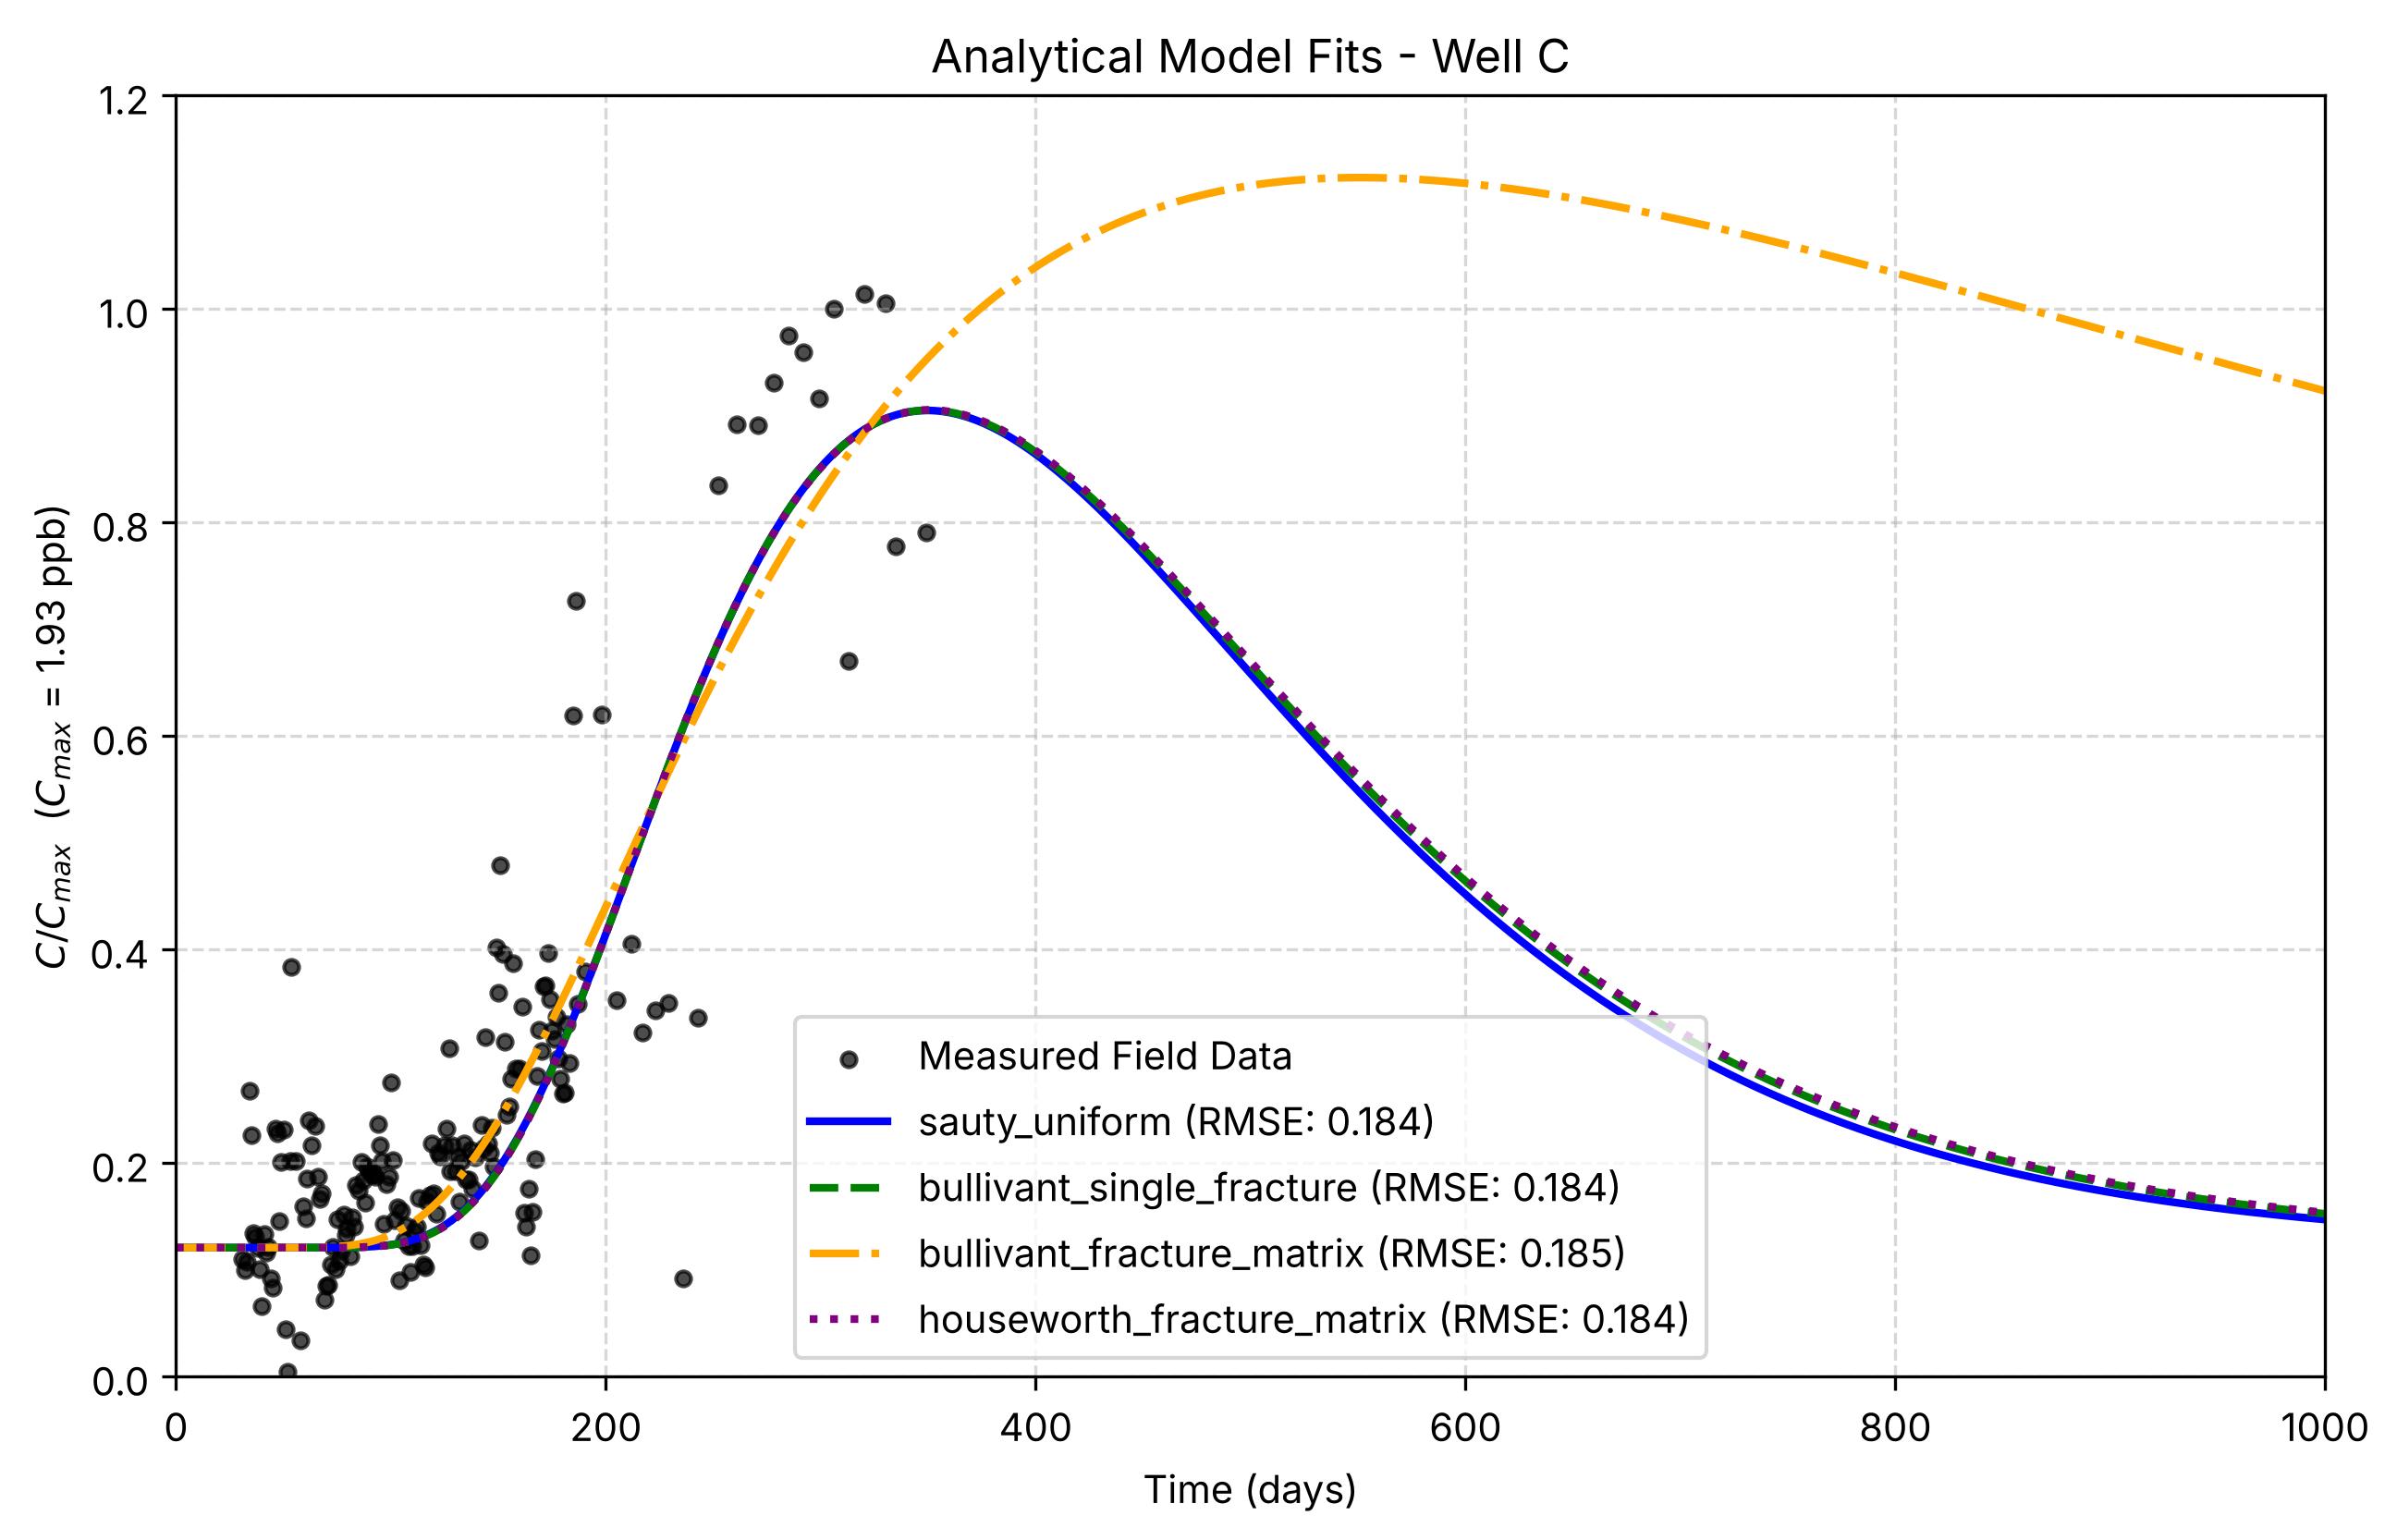 Analytical Model Fits - Well C
C/Cmax (Cmax = 1.93 ppb)
1.2
1.0
0.8
0.6
0.4
0.2
0.0
Measured Field Data
sauty_uniform (RMSE: 0.184)
bullivant_single_fracture (RMSE: 0.184)
bullivant_fracture_matrix (RMSE: 0.185)
houseworth_fracture_matrix (RMSE: 0.184)
0 200 400 600 800 1000
Time (days)